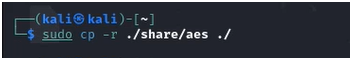 ┌──(kali㉿kali)-[~]
└─$ sudo cp -r ./share/aes ./